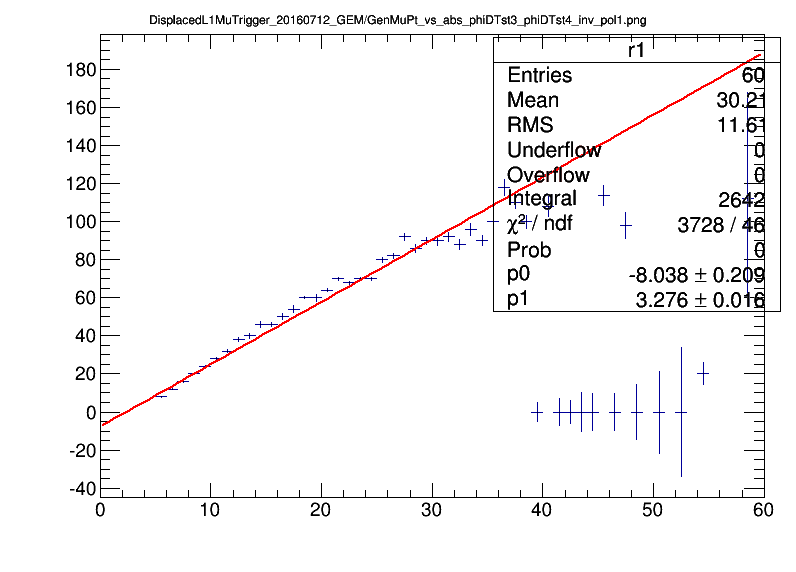 DisplacedL1MuTrigger_20160712_GEM/GenMuPt_vs_abs_phiDTst3_phiDTst4_inv_pol1.png
r1
Entries 60
Mean 30.21
RMS 11.61
Underflow 0
Overflow 0
Integral 2642
χ² / ndf 3728 / 46
Prob 0
p0 -8.038 ± 0.209
p1 3.276 ± 0.016
180
160
140
120
100
80
60
40
20
0
-20
-40
0 10 20 30 40 50 60